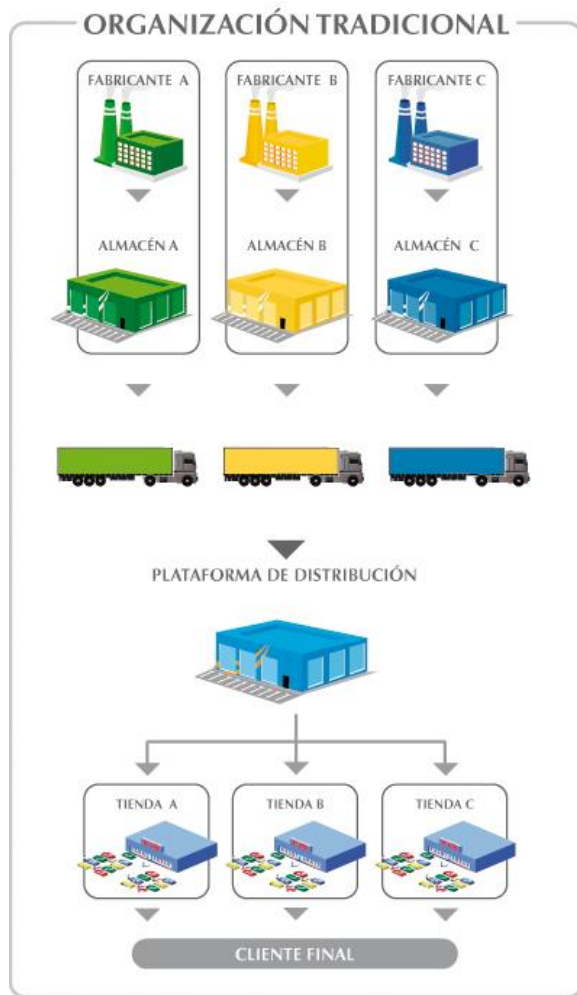 ORGANIZACIÓN TRADICIONAL
FABRICANTE A
FABRICANTE B
FABRICANTE C
ALMACÉN A
ALMACÉN B
ALMACÉN C
PLATAFORMA DE DISTRIBUCIÓN
TIENDA A
TIENDA B
TIENDA C
CLIENTE FINAL